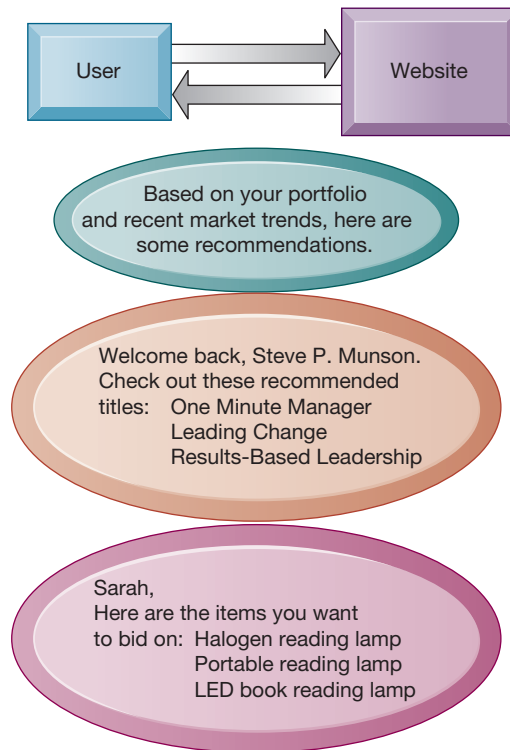 User
Website
Based on your portfolio
and recent market trends, here are
some recommendations.
Welcome back, Steve P. Munson.
Check out these recommended
titles: One Minute Manager
Leading Change
Results-Based Leadership
Sarah,
Here are the items you want
to bid on: Halogen reading lamp
Portable reading lamp
LED book reading lamp